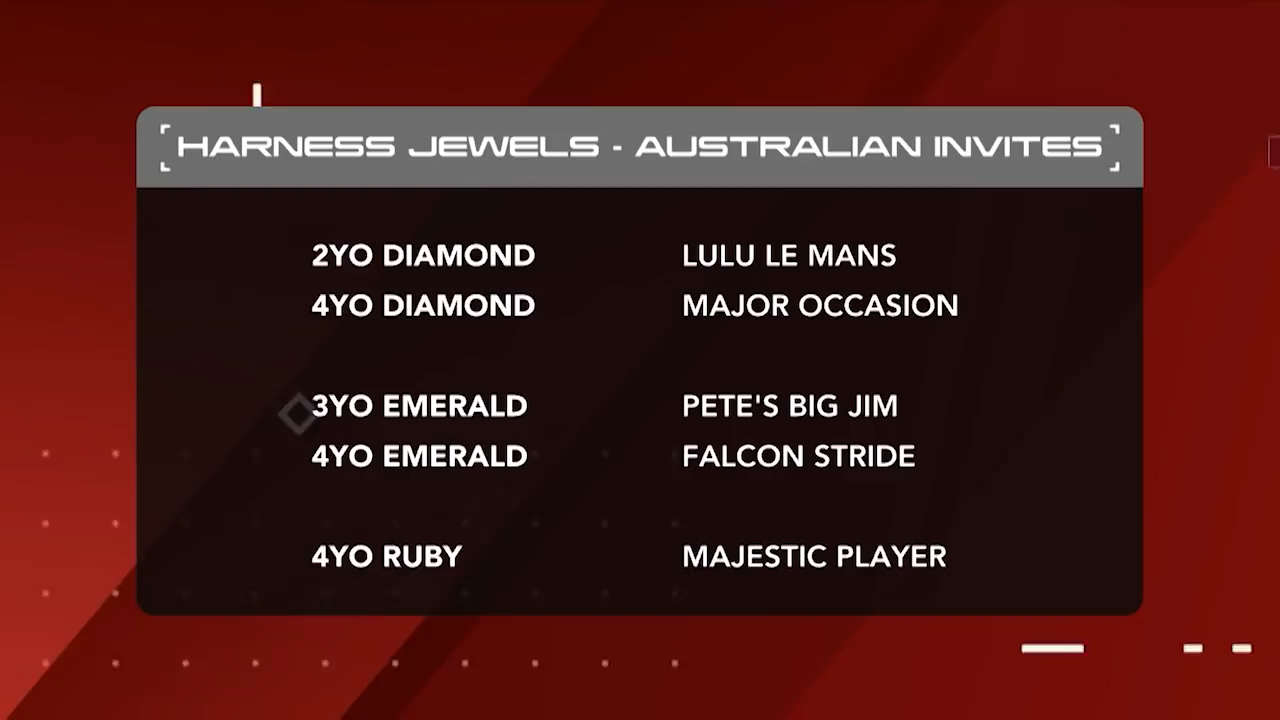 HARNESS JEWELS - AUSTRALIAN INVITES
2YO DIAMOND LULU LE MANS
4YO DIAMOND MAJOR OCCASION
3YO EMERALD PETE'S BIG JIM
4YO EMERALD FALCON STRIDE
4YO RUBY MAJESTIC PLAYER